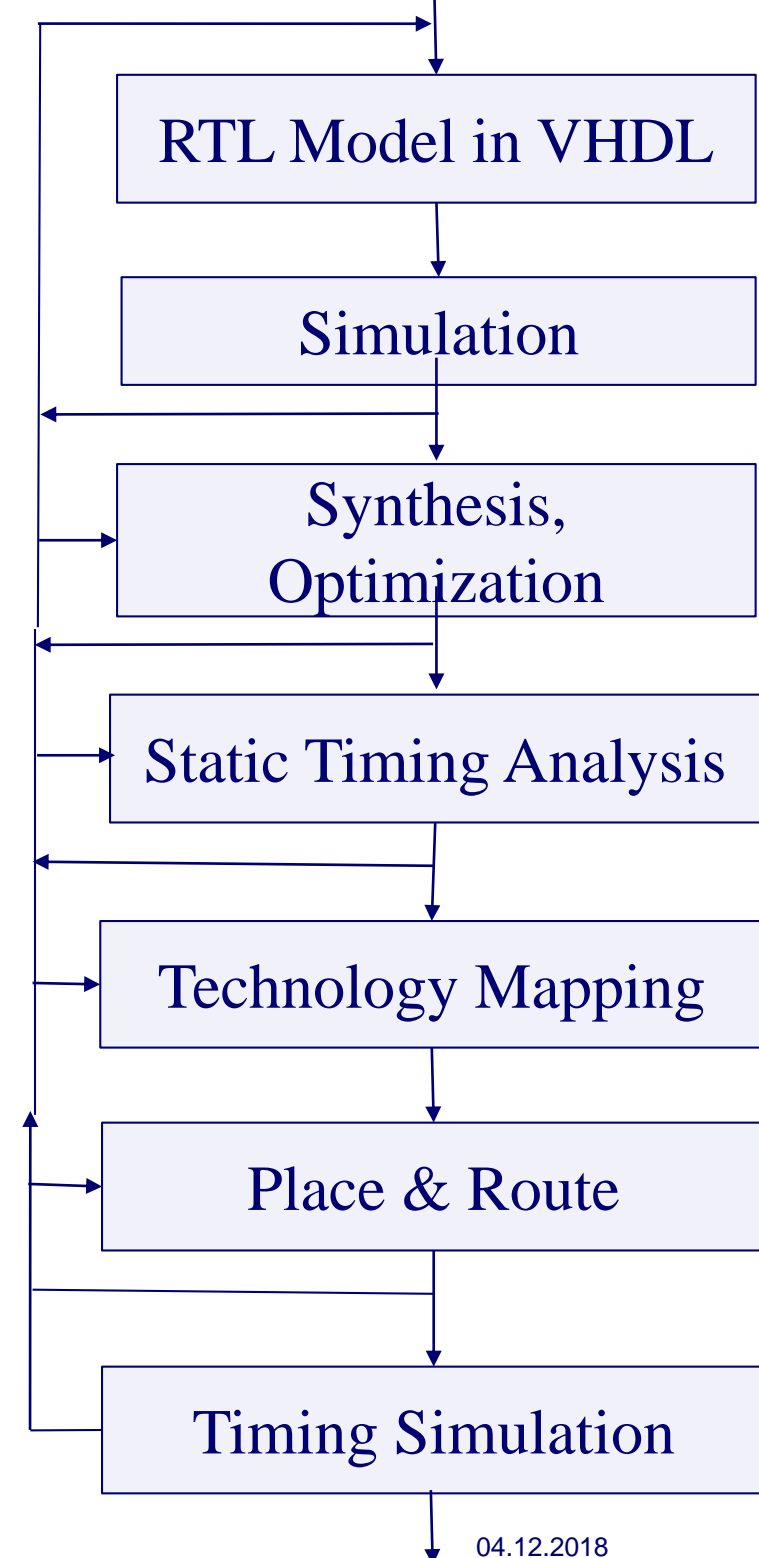 RTL Model in VHDL
Simulation
Synthesis,
Optimization
Static Timing Analysis
Technology Mapping
Place & Route
Timing Simulation
04.12.2018